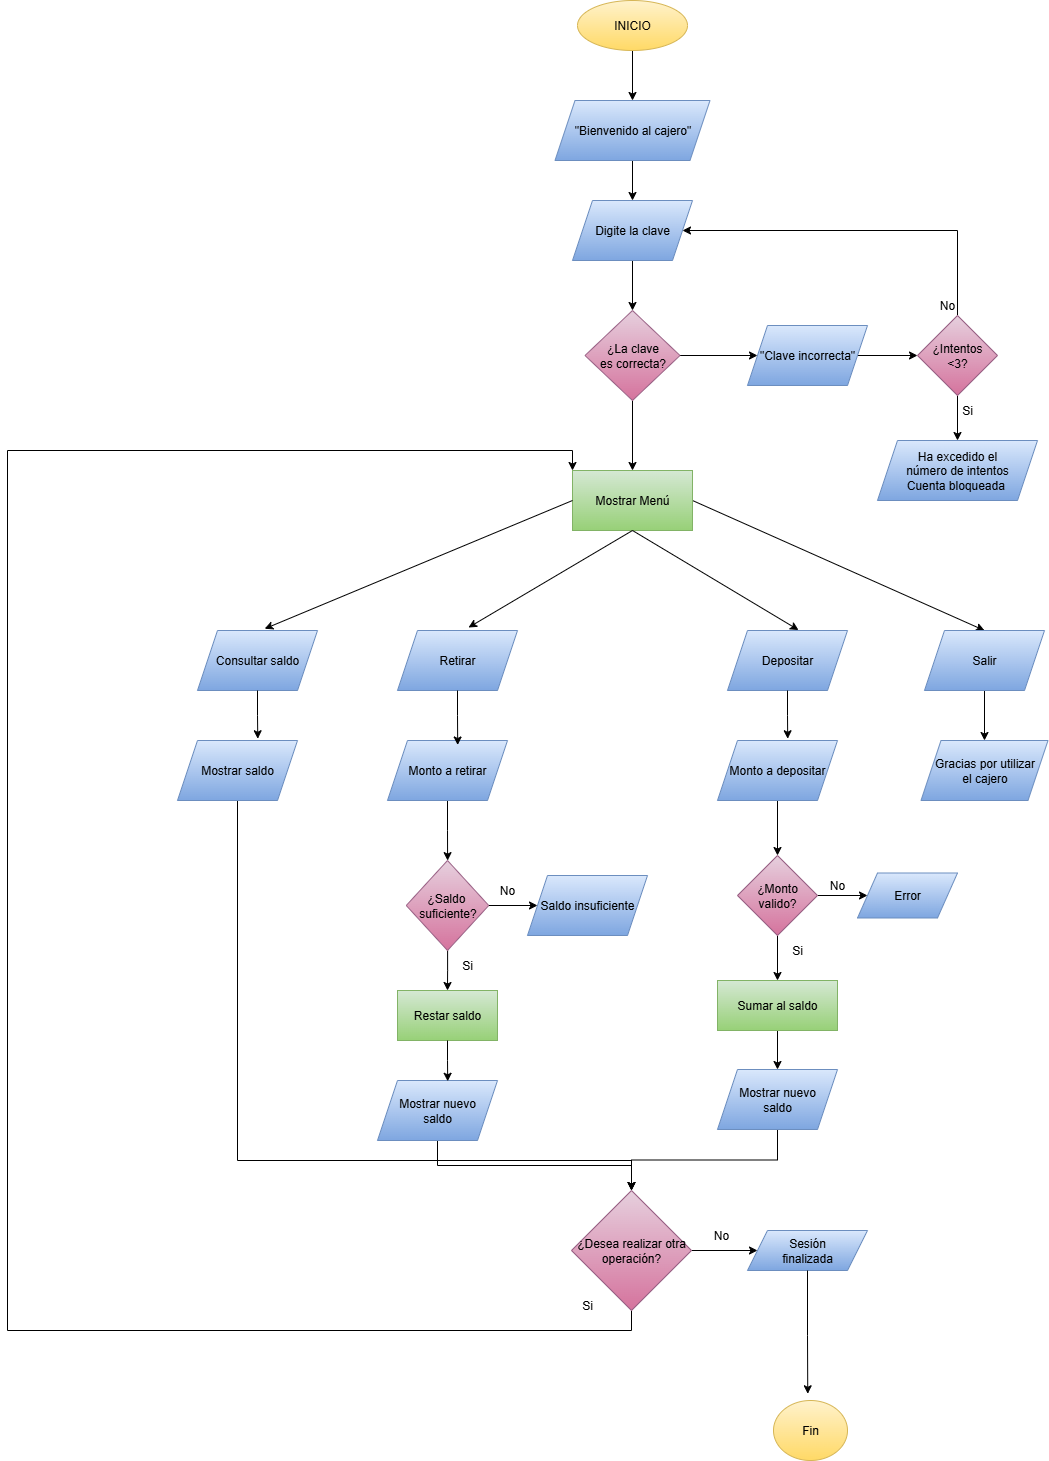 INICIO
"Bienvenido al cajero"
Digite la clave
No
¿La clave
es correcta?
"Clave incorrecta"
¿Intentos
<3?
Si
Ha excedido el
número de intentos
Cuenta bloqueada
Mostrar Menú
Consultar saldo
Retirar
Depositar
Salir
Mostrar saldo
Monto a retirar
Monto a depositar
Gracias por utilizar
el cajero
¿Saldo
suficiente?
No
Saldo insuficiente
¿Monto
valido?
No
Error
Si
Si
Restar saldo
Sumar al saldo
Mostrar nuevo
saldo
Mostrar nuevo
saldo
¿Desea realizar otra
operación?
No
Sesión
finalizada
Si
Fin